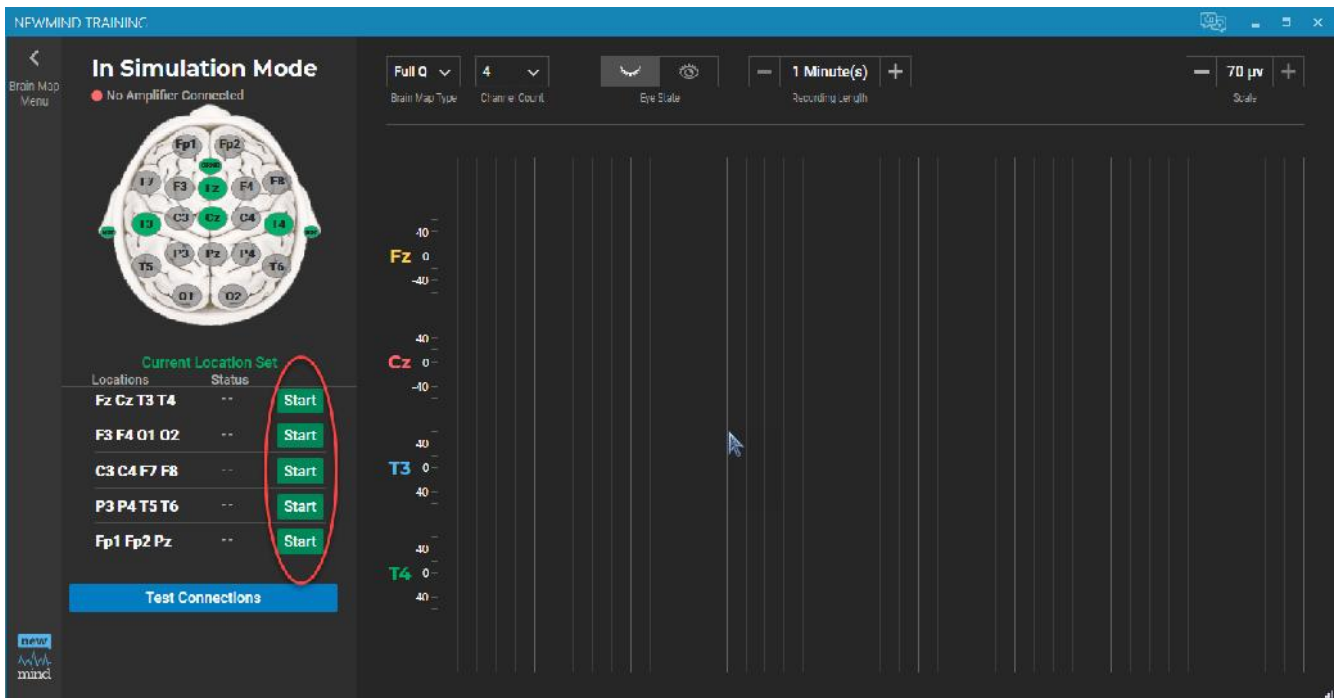 NEWMIND TRAINING
Brain Map
Menu
In Simulation Mode
No Amplifier Connected
Fp1 Fp2
F7 F3 Fz F4 F8
T3 C3 Cz C4 T4
T5 P3 Pz P4 T6
O1 O2
Current Location Set
Locations Status
Fz Cz T3 T4 -- Start
F3 F4 O1 O2 -- Start
C3 C4 F7 F8 -- Start
P3 P4 T5 T6 -- Start
Fp1 Fp2 Pz -- Start
Test Connections
new
mind
Full Q 4 1 Minute(s) + 70 µv +
Brain Map Type Channel Count Eye State Recording Length Scale
40
Fz 0
-40
40
Cz 0
-40
40
T3 0
40
40
T4 0
40